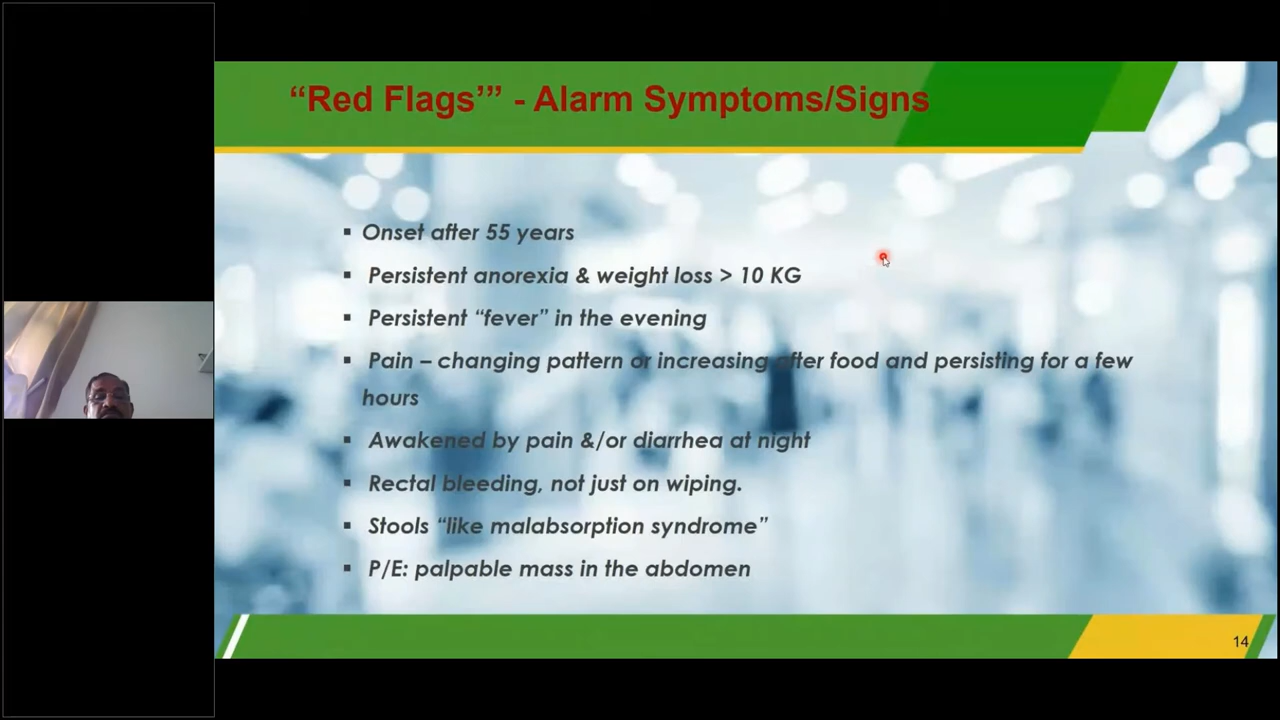 “Red Flags’” - Alarm Symptoms/Signs
▪ Onset after 55 years
▪ Persistent anorexia & weight loss > 10 KG
▪ Persistent “fever” in the evening
▪ Pain – changing pattern or increasing after food and persisting for a few
hours
▪ Awakened by pain &/or diarrhea at night
▪ Rectal bleeding, not just on wiping.
▪ Stools “like malabsorption syndrome”
▪ P/E: palpable mass in the abdomen
14